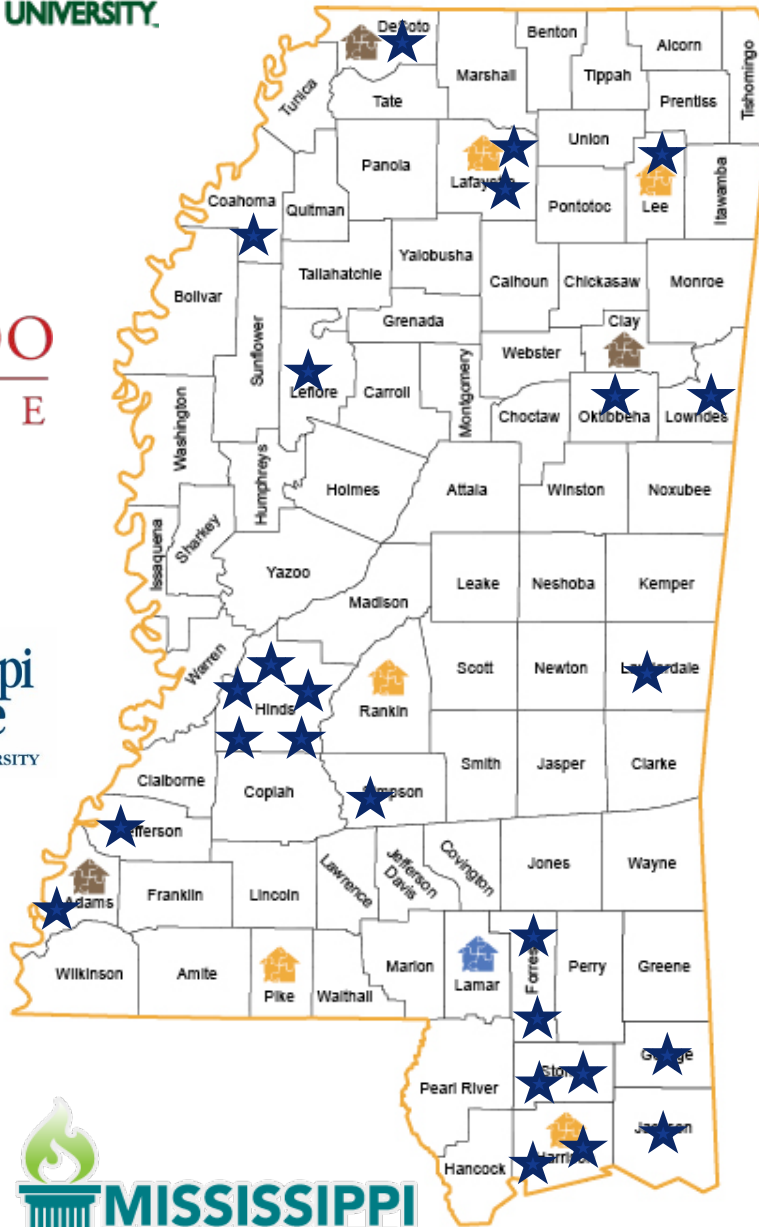 UNIVERSITY
DeSoto
Benton
Alcorn
Tishomingo
Marshall
Tippah
Tunica
Tate
Prentiss
Union
Panola
Lafayette
Lee
Itawamba
Coahoma
Quitman
Pontotoc
Yalobusha
Tallahatchie
Calhoun
Chickasaw
Monroe
Bolivar
Grenada
Clay
OO
Sunflower
Webster
E
Leflore
Carroll
Montgomery
Choctaw
Oktibbeha
Lowndes
Washington
Humphreys
Holmes
Attala
Winston
Noxubee
Issaquena
Sharkey
Yazoo
Leake
Neshoba
Kemper
Madison
pi
e
RSITY
Warren
Scott
Newton
Lauderdale
Hinds
Rankin
Claiborne
Copiah
Simpson
Smith
Jasper
Clarke
Jefferson
Lawrence
Jefferson
Davis
Covington
Jones
Wayne
Adams
Franklin
Lincoln
Wilkinson
Amite
Pike
Walthall
Marion
Lamar
Forrest
Perry
Greene
Pearl River
Stone
George
Hancock
Harrison
Jackson
MISSISSIPPI